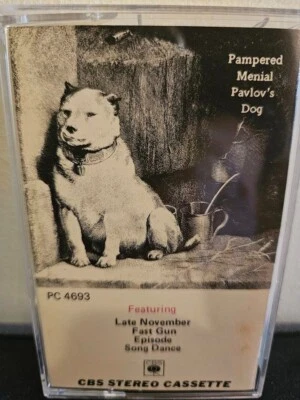 Pampered
Menial
Pavlov's
Dog
PC 4693
Featuring
Late November
Fast Gun
Episode
Song Dance
CBS STEREO CASSETTE